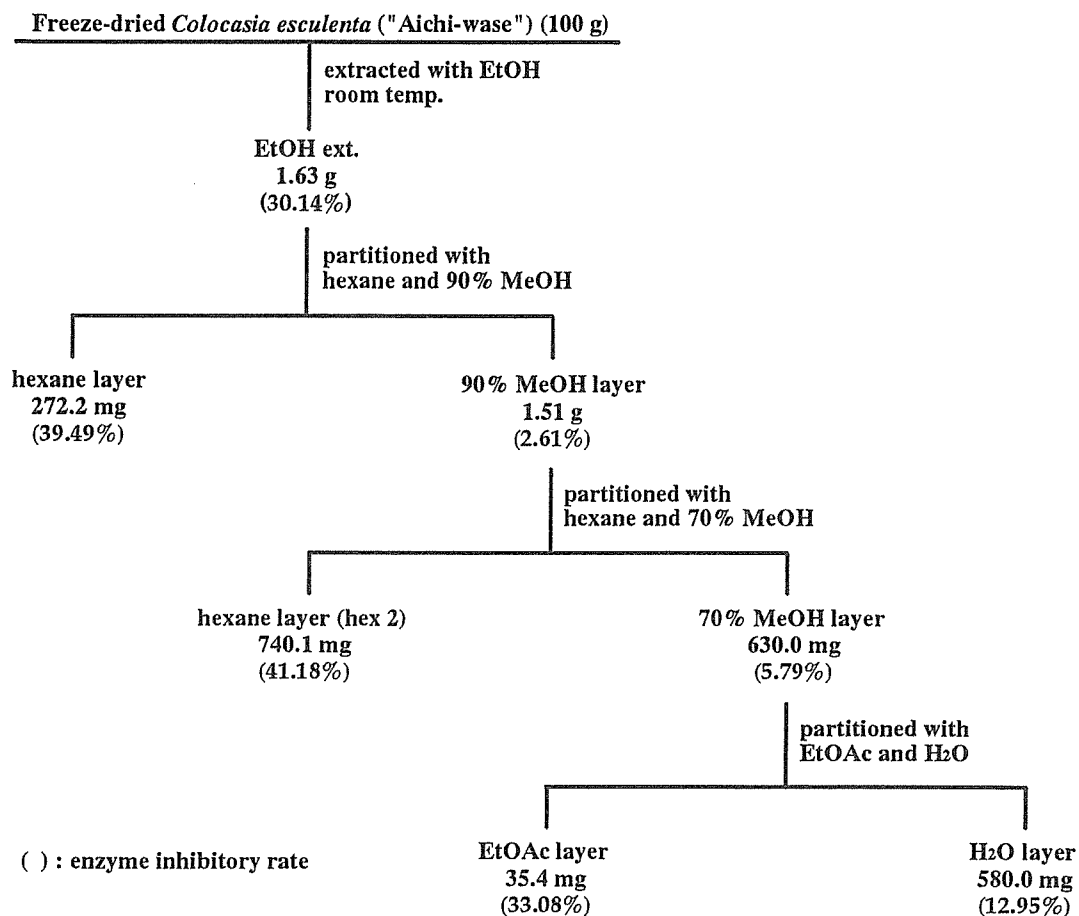 Freeze-dried Colocasia esculenta ("Aichi-wase") (100 g)
extracted with EtOH
room temp.
EtOH ext.
1.63 g
(30.14%)
partitioned with
hexane and 90% MeOH
hexane layer
272.2 mg
(39.49%)
90% MeOH layer
1.51 g
(2.61%)
partitioned with
hexane and 70% MeOH
hexane layer (hex 2)
740.1 mg
(41.18%)
70% MeOH layer
630.0 mg
(5.79%)
partitioned with
EtOAc and H2O
( ) : enzyme inhibitory rate
EtOAc layer
35.4 mg
(33.08%)
H2O layer
580.0 mg
(12.95%)